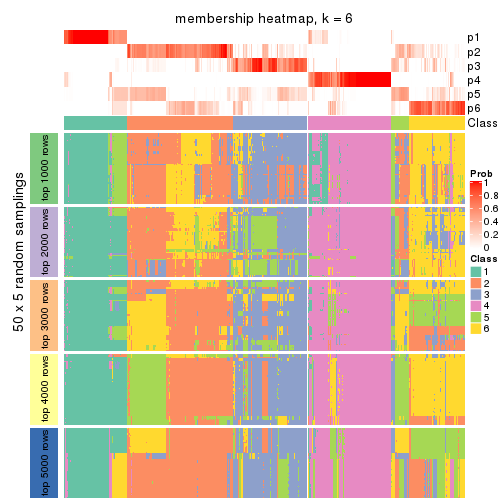 membership heatmap, k = 6
p1
p2
p3
p4
p5
p6
Class
50 x 5 random samplings
top 1000 rows
top 2000 rows
top 3000 rows
top 4000 rows
top 5000 rows
Prob
1
0.8
0.6
0.4
0.2
0
Class
1
2
3
4
5
6